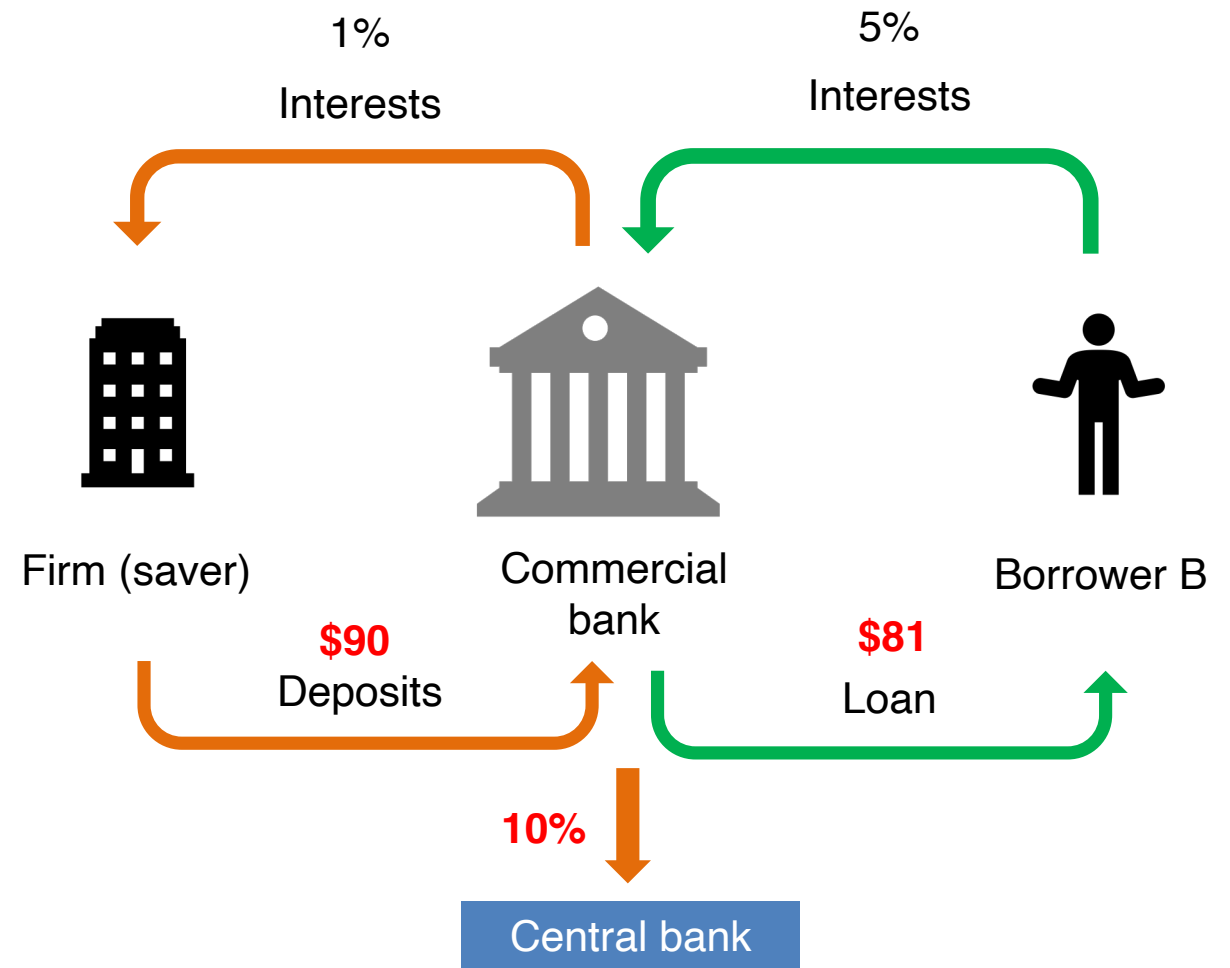 1%
Interests
5%
Interests
Firm (saver)
Commercial
bank
Borrower B
$90
Deposits
$81
Loan
10%
Central bank